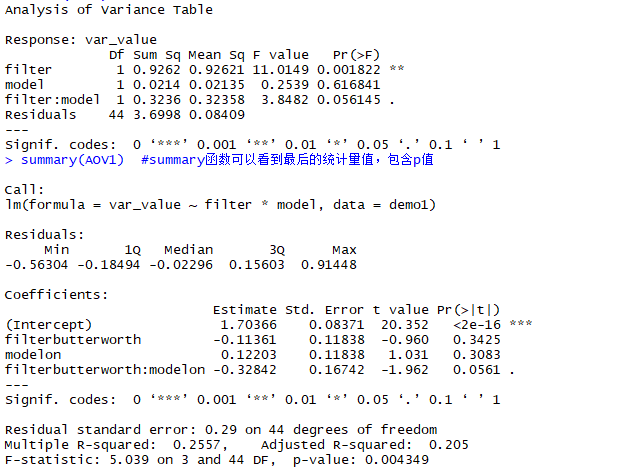 Analysis of Variance Table
Response: var_value
Df Sum Sq Mean Sq F value Pr(>F)
filter 1 0.9262 0.92621 11.0149 0.001822 **
model 1 0.0214 0.02135 0.2539 0.616841
filter:model 1 0.3236 0.32358 3.8482 0.056145 .
Residuals 44 3.6998 0.08409
---
Signif. codes: 0 ‘***’ 0.001 ‘**’ 0.01 ‘*’ 0.05 ‘.’ 0.1 ‘ ’ 1
> summary(AOV1) #summary函数可以看到最后的统计量值，包含p值
Call:
lm(formula = var_value ~ filter * model, data = demo1)
Residuals:
Min 1Q Median 3Q Max
-0.56304 -0.18494 -0.02296 0.15603 0.91448
Coefficients:
Estimate Std. Error t value Pr(>|t|)
(Intercept) 1.70366 0.08371 20.352 <2e-16 ***
filterbutterworth -0.11361 0.11838 -0.960 0.3425
modelon 0.12203 0.11838 1.031 0.3083
filterbutterworth:modelon -0.32842 0.16742 -1.962 0.0561 .
---
Signif. codes: 0 ‘***’ 0.001 ‘**’ 0.01 ‘*’ 0.05 ‘.’ 0.1 ‘ ’ 1
Residual standard error: 0.29 on 44 degrees of freedom
Multiple R-squared: 0.2557, Adjusted R-squared: 0.205
F-statistic: 5.039 on 3 and 44 DF, p-value: 0.004349